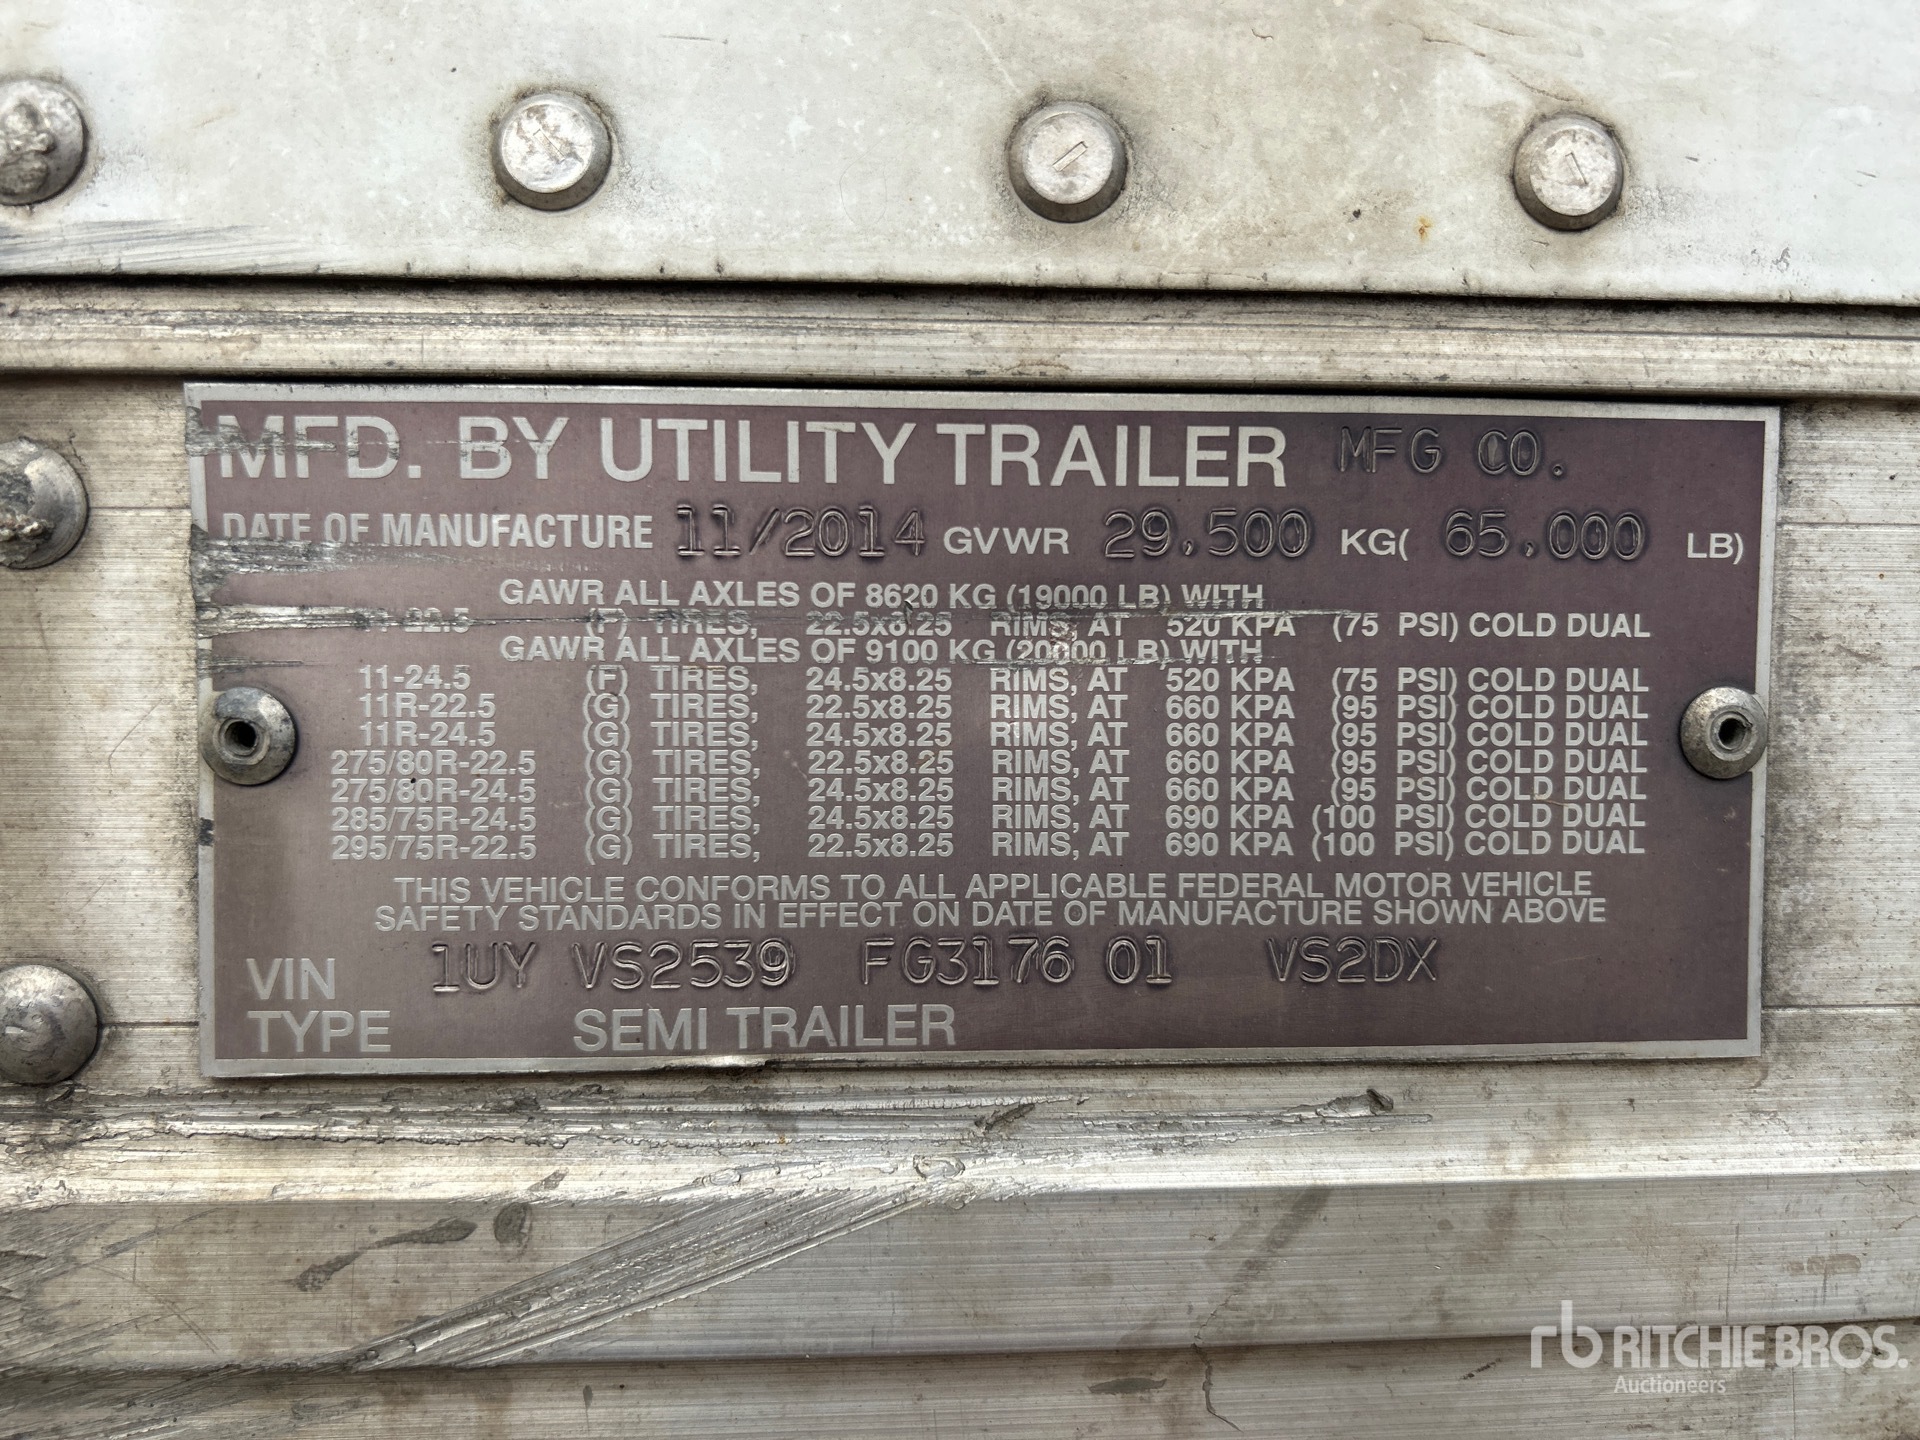 MFD. BY UTILITY TRAILER MFG CO.
DATE OF MANUFACTURE 11/2014 GVWR 29,500 KG( 65,000 LB)
GAWR ALL AXLES OF 8620 KG (19000 LB) WITH
11-22.5 (F) TIRES, 22.5x8.25 RIMS, AT 520 KPA (75 PSI) COLD DUAL
GAWR ALL AXLES OF 9100 KG (20000 LB) WITH
11-24.5 (F) TIRES, 24.5x8.25 RIMS, AT 520 KPA (75 PSI) COLD DUAL
11R-22.5 (G) TIRES, 22.5x8.25 RIMS, AT 660 KPA (95 PSI) COLD DUAL
11R-24.5 (G) TIRES, 24.5x8.25 RIMS, AT 660 KPA (95 PSI) COLD DUAL
275/80R-22.5 (G) TIRES, 22.5x8.25 RIMS, AT 660 KPA (95 PSI) COLD DUAL
275/80R-24.5 (G) TIRES, 24.5x8.25 RIMS, AT 660 KPA (95 PSI) COLD DUAL
285/75R-24.5 (G) TIRES, 24.5x8.25 RIMS, AT 690 KPA (100 PSI) COLD DUAL
295/75R-22.5 (G) TIRES, 22.5x8.25 RIMS, AT 690 KPA (100 PSI) COLD DUAL
THIS VEHICLE CONFORMS TO ALL APPLICABLE FEDERAL MOTOR VEHICLE
SAFETY STANDARDS IN EFFECT ON DATE OF MANUFACTURE SHOWN ABOVE
VIN 1UY VS2539 FG3176 01 VS2DX
TYPE SEMI TRAILER
rb RITCHIE BROS.
Auctioneers